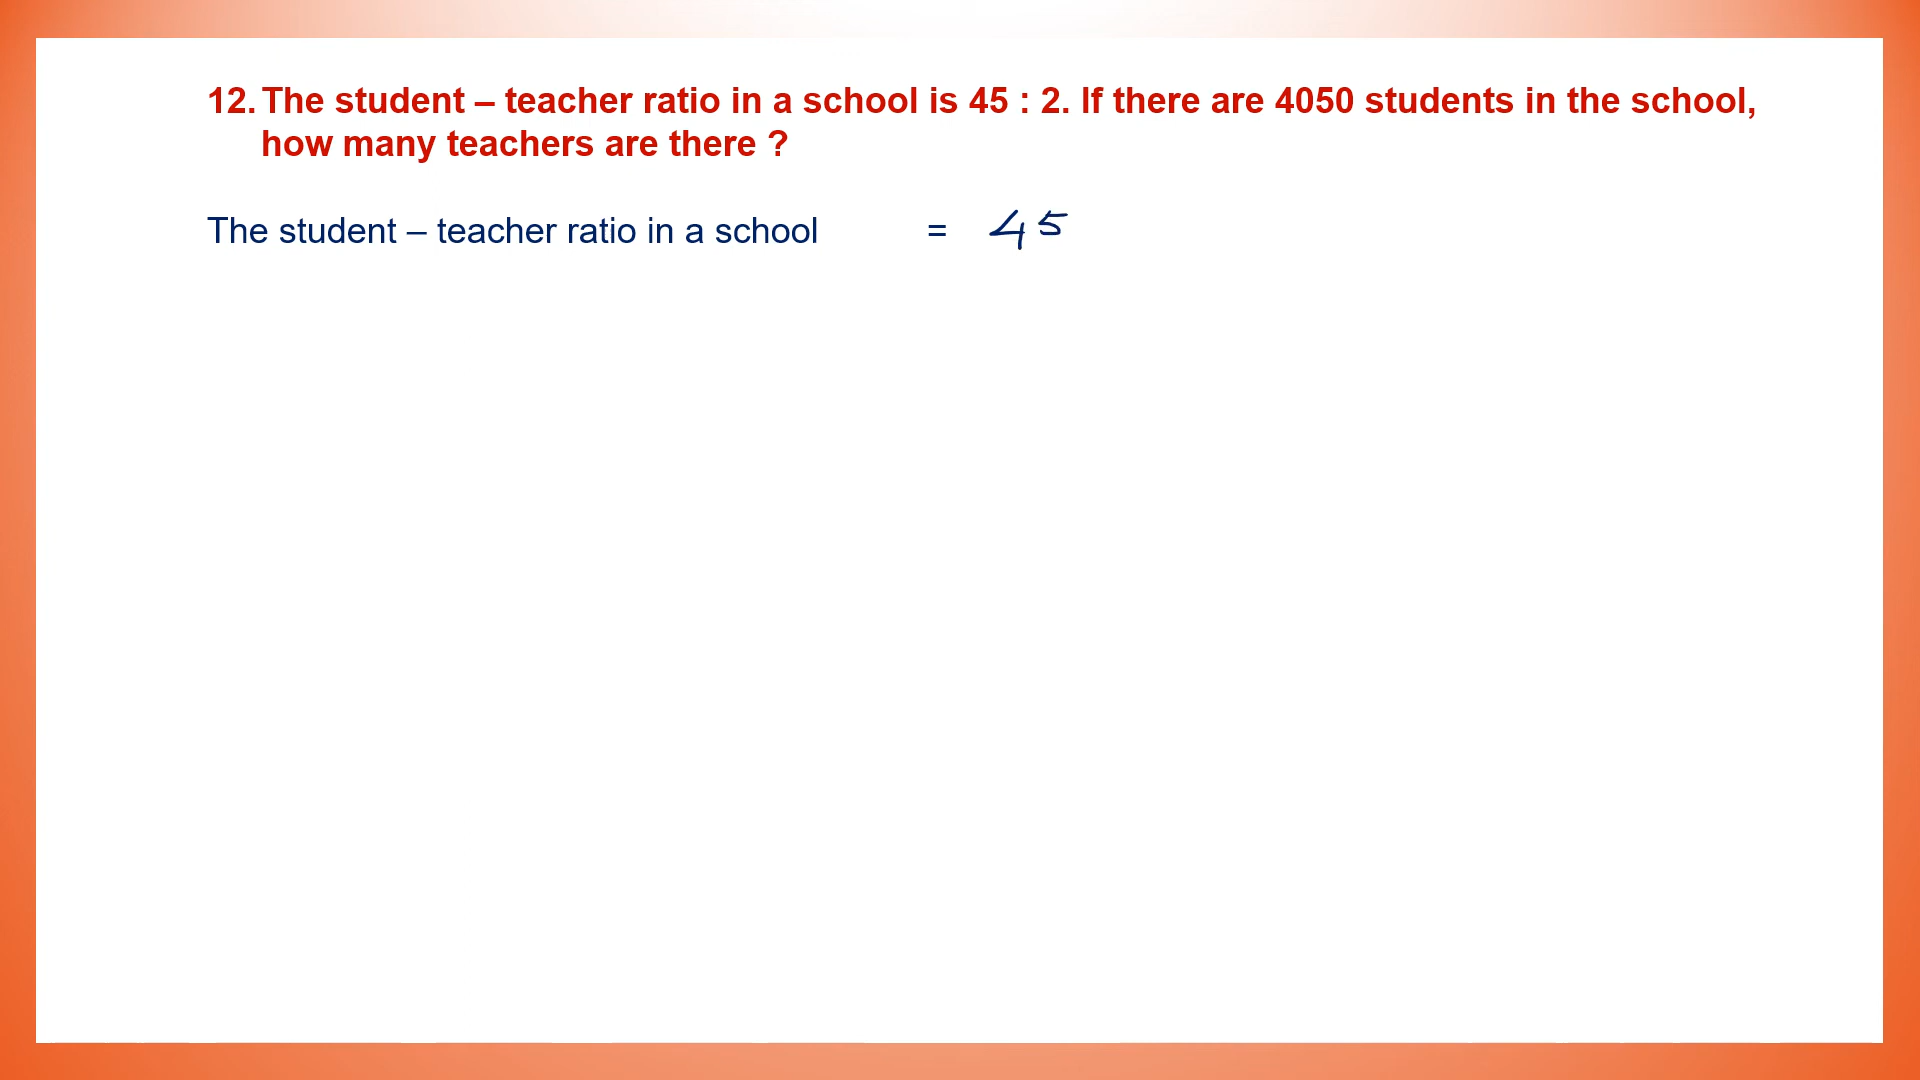 12. The student – teacher ratio in a school is 45 : 2. If there are 4050 students in the school,
how many teachers are there ?
The student – teacher ratio in a school = 45